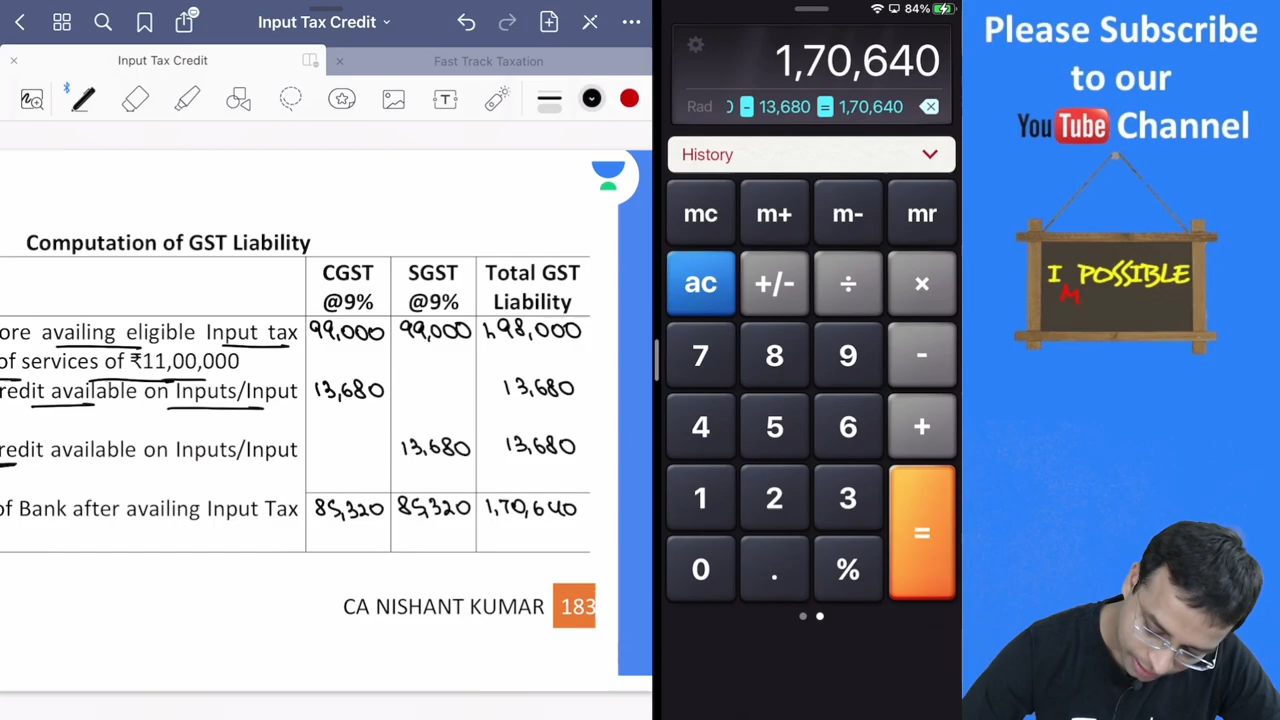 Input Tax Credit
84%
Input Tax Credit
Fast Track Taxation
Computation of GST Liability
CGST @9%
SGST @9%
Total GST Liability
ore availing eligible Input tax
of services of ₹11,00,000
99,000 99,000 1,98,000
redit available on Inputs/Input
13,680 13,680
redit available on Inputs/Input
13,680 13,680
of Bank after availing Input Tax
85,320 85,320 1,70,640
CA NISHANT KUMAR 183
1,70,640
Rad - 13,680 = 1,70,640
History
mc m+ m- mr
ac +/- ÷ ×
7 8 9 -
4 5 6 +
1 2 3 =
0 . %
Please Subscribe
to our
YouTube Channel
I M POSSIBLE